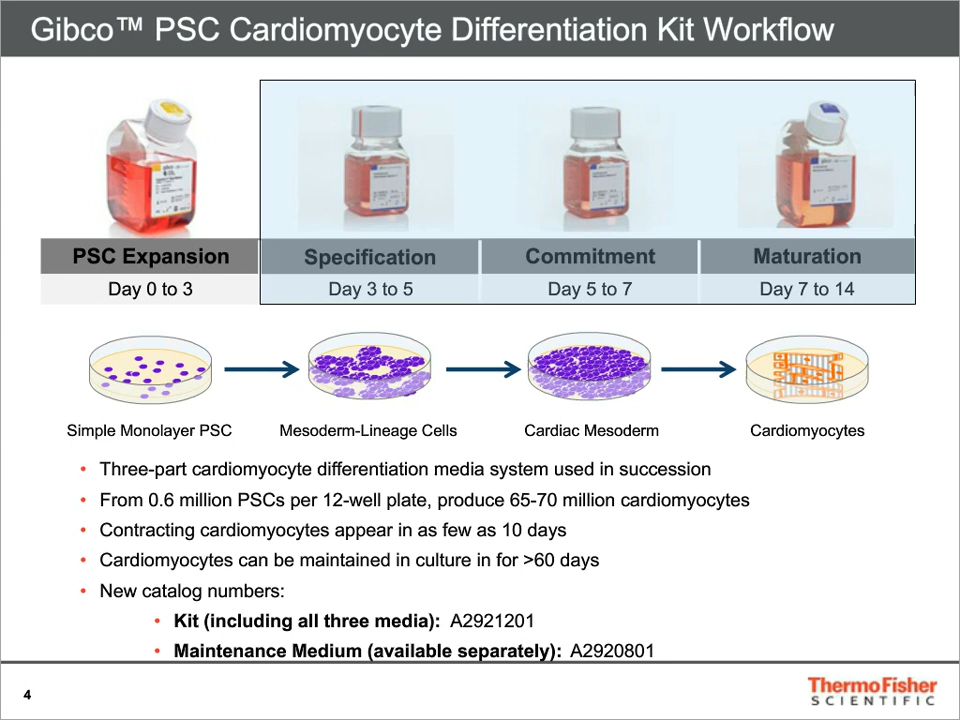 Gibco™ PSC Cardiomyocyte Differentiation Kit Workflow
PSC Expansion
Specification
Commitment
Maturation
Day 0 to 3
Day 3 to 5
Day 5 to 7
Day 7 to 14
Simple Monolayer PSC
Mesoderm-Lineage Cells
Cardiac Mesoderm
Cardiomyocytes
• Three-part cardiomyocyte differentiation media system used in succession
• From 0.6 million PSCs per 12-well plate, produce 65-70 million cardiomyocytes
• Contracting cardiomyocytes appear in as few as 10 days
• Cardiomyocytes can be maintained in culture in for >60 days
• New catalog numbers:
• Kit (including all three media): A2921201
• Maintenance Medium (available separately): A2920801
4
ThermoFisher
SCIENTIFIC